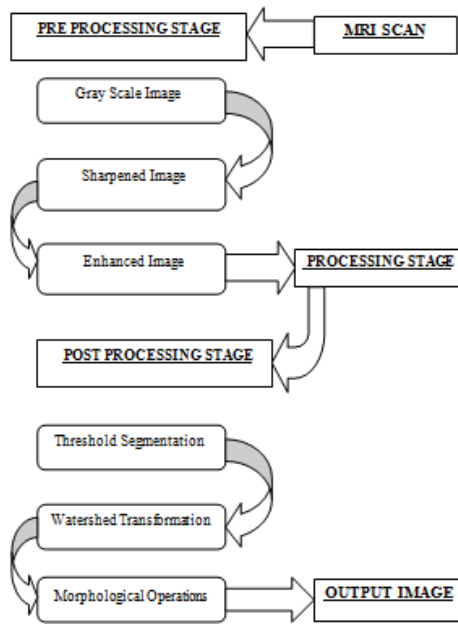 PRE PROCESSING STAGE
MRI SCAN
Gray Scale Image
Sharpened Image
Enhanced Image
PROCESSING STAGE
POST PROCESSING STAGE
Threshold Segmentation
Watershed Transformation
Morphological Operations
OUTPUT IMAGE